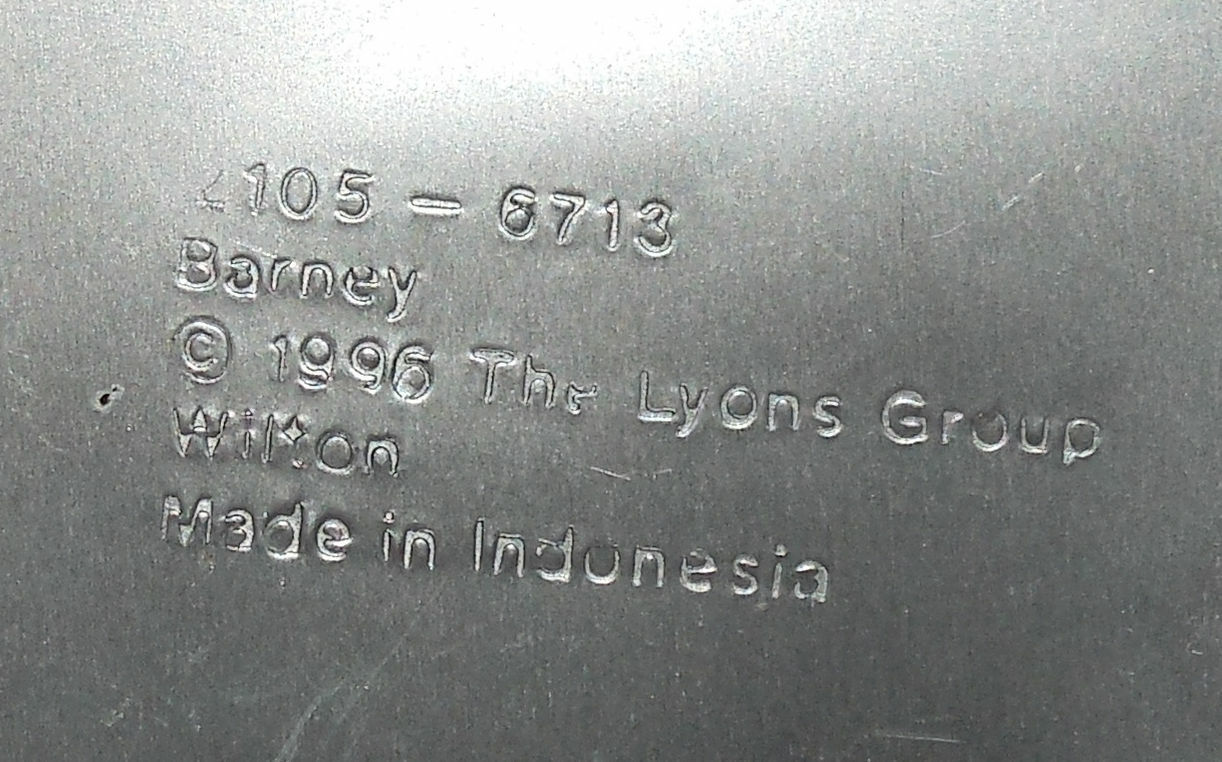 2105 - 6713
Barney
© 1996 The Lyons Group
Wilton
Made in Indonesia